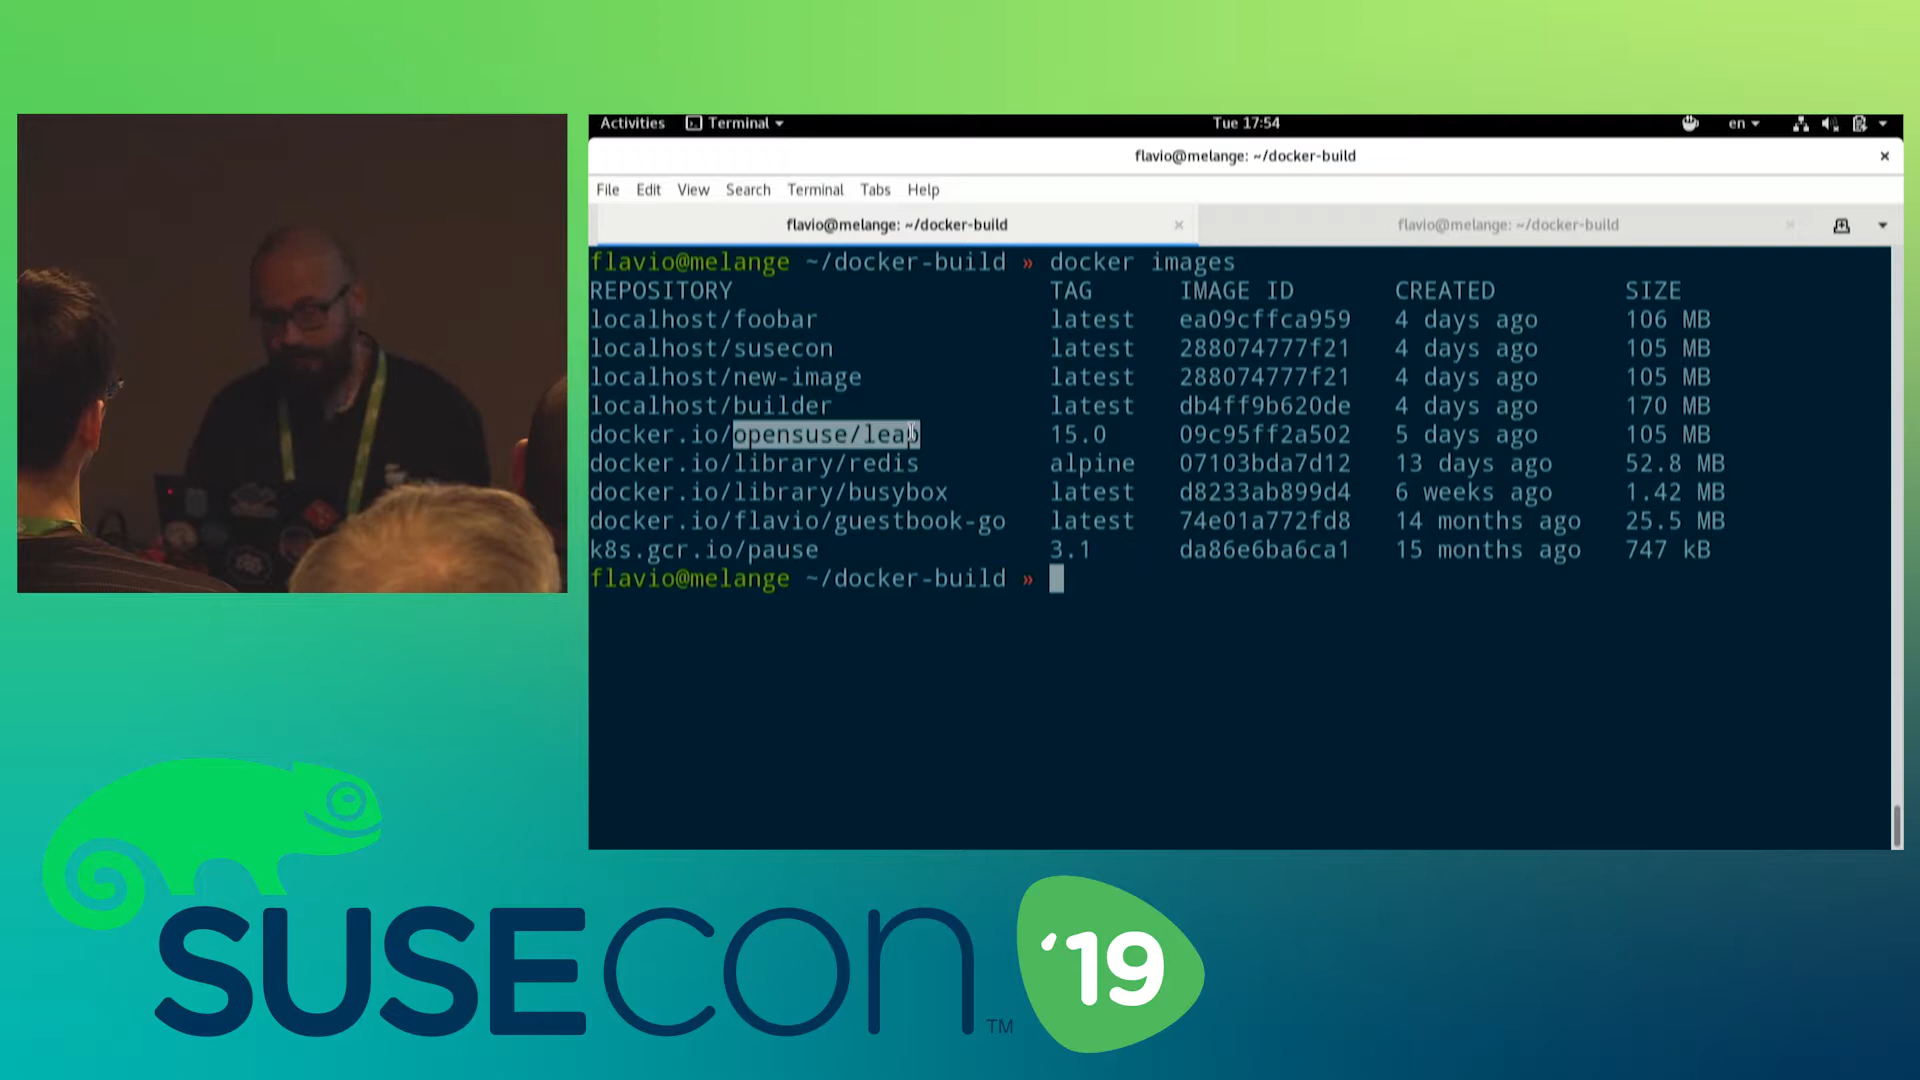 Activities Terminal Tue 17:54 en
flavio@melange: ~/docker-build
File Edit View Search Terminal Tabs Help
flavio@melange: ~/docker-build flavio@melange: ~/docker-build
flavio@melange ~/docker-build » docker images
REPOSITORY TAG IMAGE ID CREATED SIZE
localhost/foobar latest ea09cffca959 4 days ago 106 MB
localhost/susecon latest 288074777f21 4 days ago 105 MB
localhost/new-image latest 288074777f21 4 days ago 105 MB
localhost/builder latest db4ff9b620de 4 days ago 170 MB
docker.io/opensuse/leap 15.0 09c95ff2a502 5 days ago 105 MB
docker.io/library/redis alpine 07103bda7d12 13 days ago 52.8 MB
docker.io/library/busybox latest d8233ab899d4 6 weeks ago 1.42 MB
docker.io/flavio/guestbook-go latest 74e01a772fd8 14 months ago 25.5 MB
k8s.gcr.io/pause 3.1 da86e6ba6ca1 15 months ago 747 kB
flavio@melange ~/docker-build »
SUSECON ™ '19